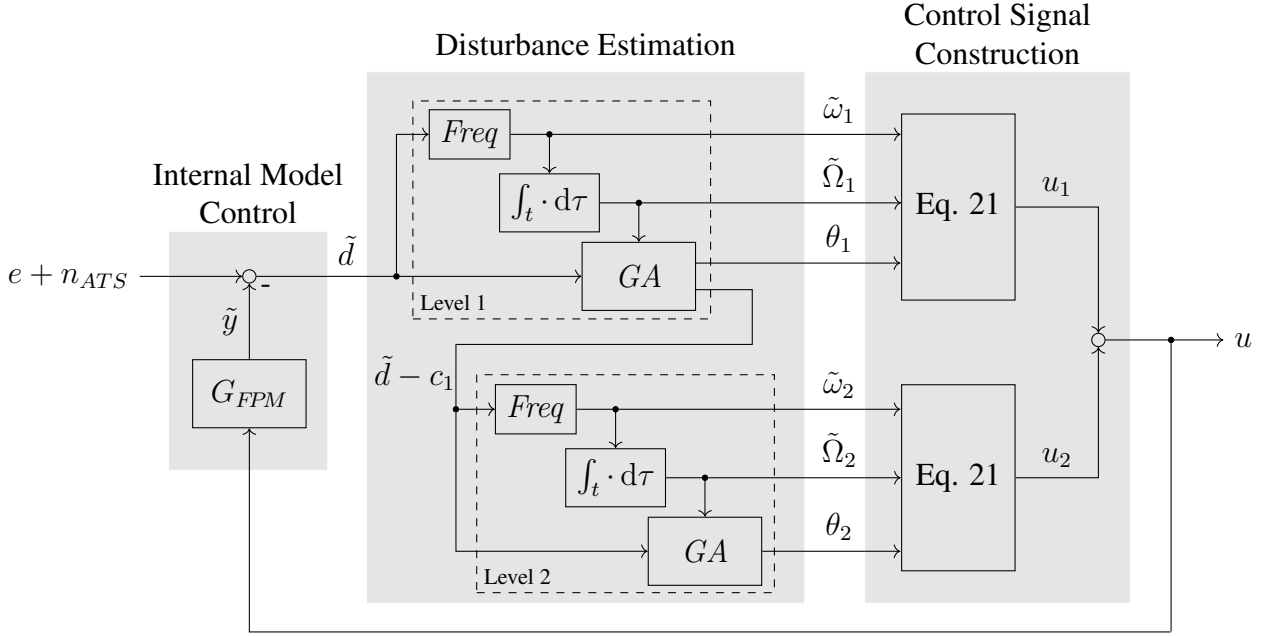 Control Signal
Construction
Disturbance Estimation
Internal Model
Control
Freq
ω̃₁
∫ₜ · dτ
Ω̃₁
Eq. 21
u₁
θ₁
GA
e + n_ATS
d̃
-
Level 1
ỹ
G_FPM
u
d̃ − c₁
Freq
ω̃₂
∫ₜ · dτ
Ω̃₂
Eq. 21
u₂
GA
θ₂
Level 2